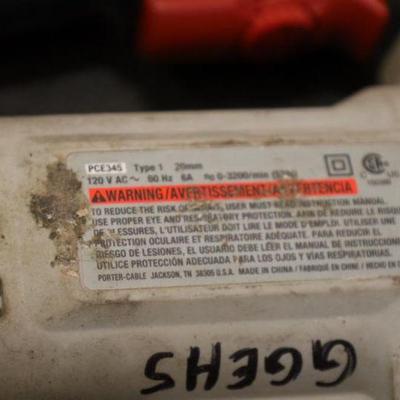 PCE345 Type 1 20mm
120 V AC ~ 60 Hz 6A n₀ 0-3200/min (SPM)
WARNING/AVERTISSEMENT/ADVERTENCIA
TO REDUCE THE RISK OF INJURY, USER MUST READ INSTRUCTION MANUAL.
USE PROPER EYE AND RESPIRATORY PROTECTION. AFIN DE REDUIRE LE RISQUE
DE BLESSURES, L'UTILISATEUR DOIT LIRE LE MODE D'EMPLOI. UTILISER UNE
PROTECTION OCULAIRE ET RESPIRATOIRE ADÉQUATE. PARA REDUCIR EL
RIESGO DE LESIONES, EL USUARIO DEBE LEER EL MANUAL DE INSTRUCCIONES
UTILICE PROTECCIÓN ADECUADA PARA LOS OJOS Y VÍAS RESPIRATORIAS.
PORTER-CABLE JACKSON, TN 38305 U.S.A. MADE IN CHINA / FABRIQUÉ EN CHINE / HECHO EN C
GGEHS